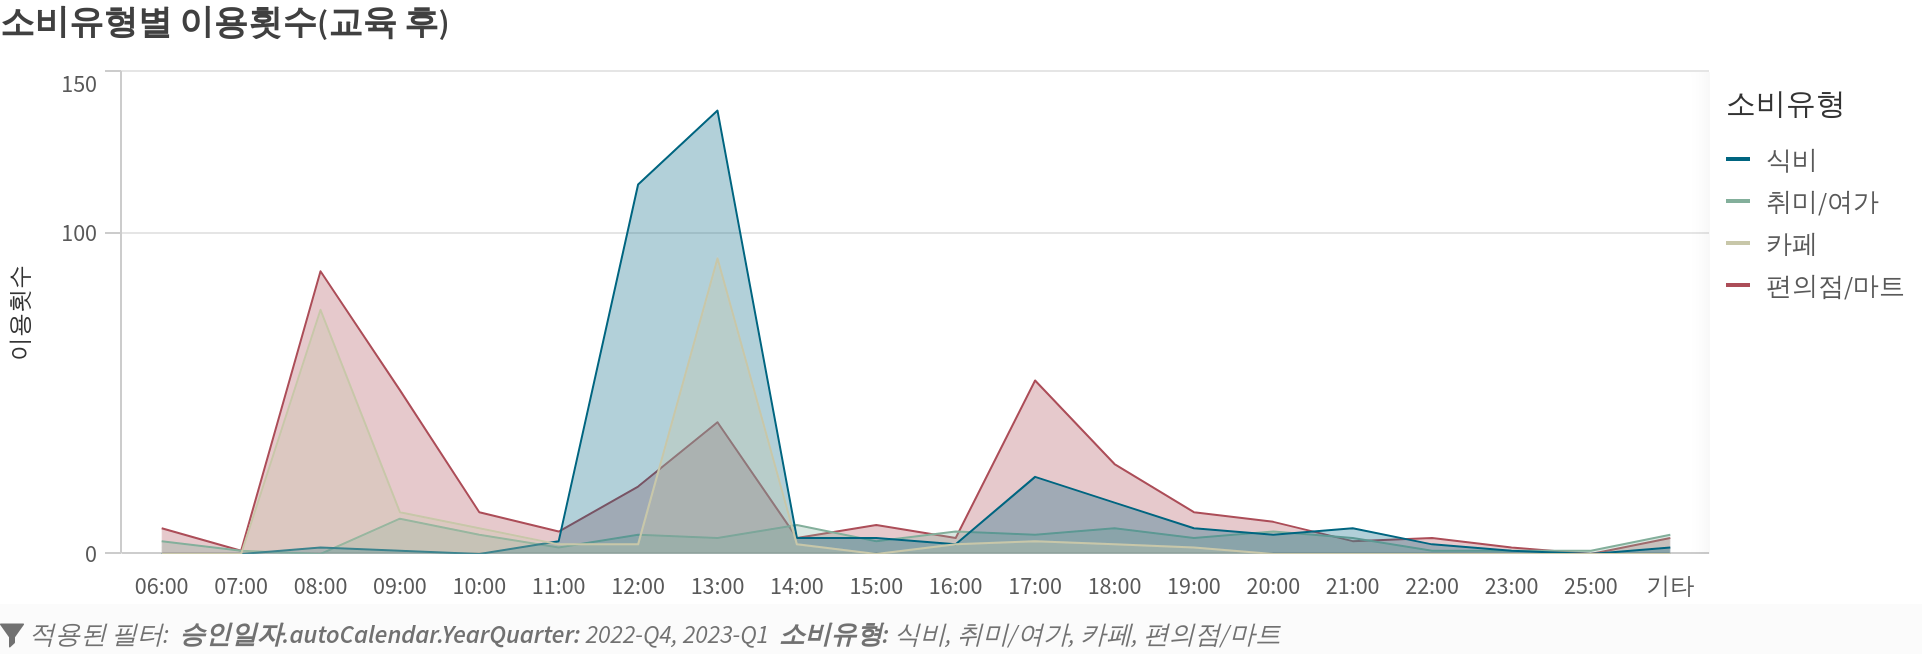 소비유형별 이용횟수(교육 후)
150
100
0
이용횟수
06:00 07:00 08:00 09:00 10:00 11:00 12:00 13:00 14:00 15:00 16:00 17:00 18:00 19:00 20:00 21:00 22:00 23:00 25:00 기타
소비유형
식비
취미/여가
카페
편의점/마트
적용된 필터: 승인일자.autoCalendar.YearQuarter: 2022-Q4, 2023-Q1 소비유형: 식비, 취미/여가, 카페, 편의점/마트